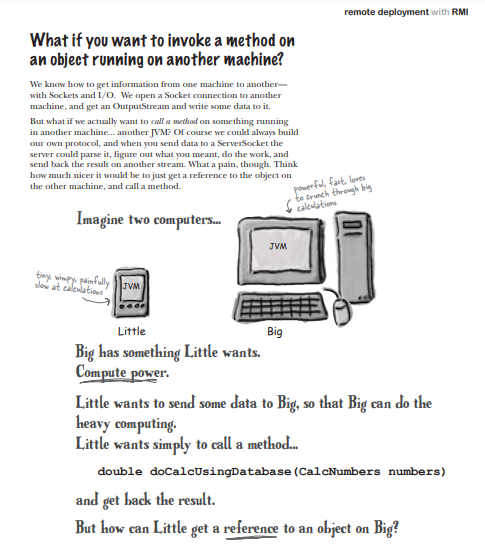 remote deployment with RMI
What if you want to invoke a method on
an object running on another machine?
We know how to get information from one machine to another—
with Sockets and I/O. We open a Socket connection to another
machine, and get an OutputStream and write some data to it.
But what if we actually want to call a method on something running
in another machine... another JVM? Of course we could always build
our own protocol, and when you send data to a ServerSocket the
server could parse it, figure out what you meant, do the work, and
send back the result on another stream. What a pain, though. Think
how much nicer it would be to just get a reference to the object on
the other machine, and call a method.
powerful, fast, loves
to crunch through big
calculations
Imagine two computers...
JVM
tiny, wimpy, painfully
slow at calculations
JVM
Little
Big
Big has something Little wants.
Compute power.
Little wants to send some data to Big, so that Big can do the
heavy computing.
Little wants simply to call a method...
double doCalcUsingDatabase(CalcNumbers numbers)
and get back the result.
But how can Little get a reference to an object on Big?